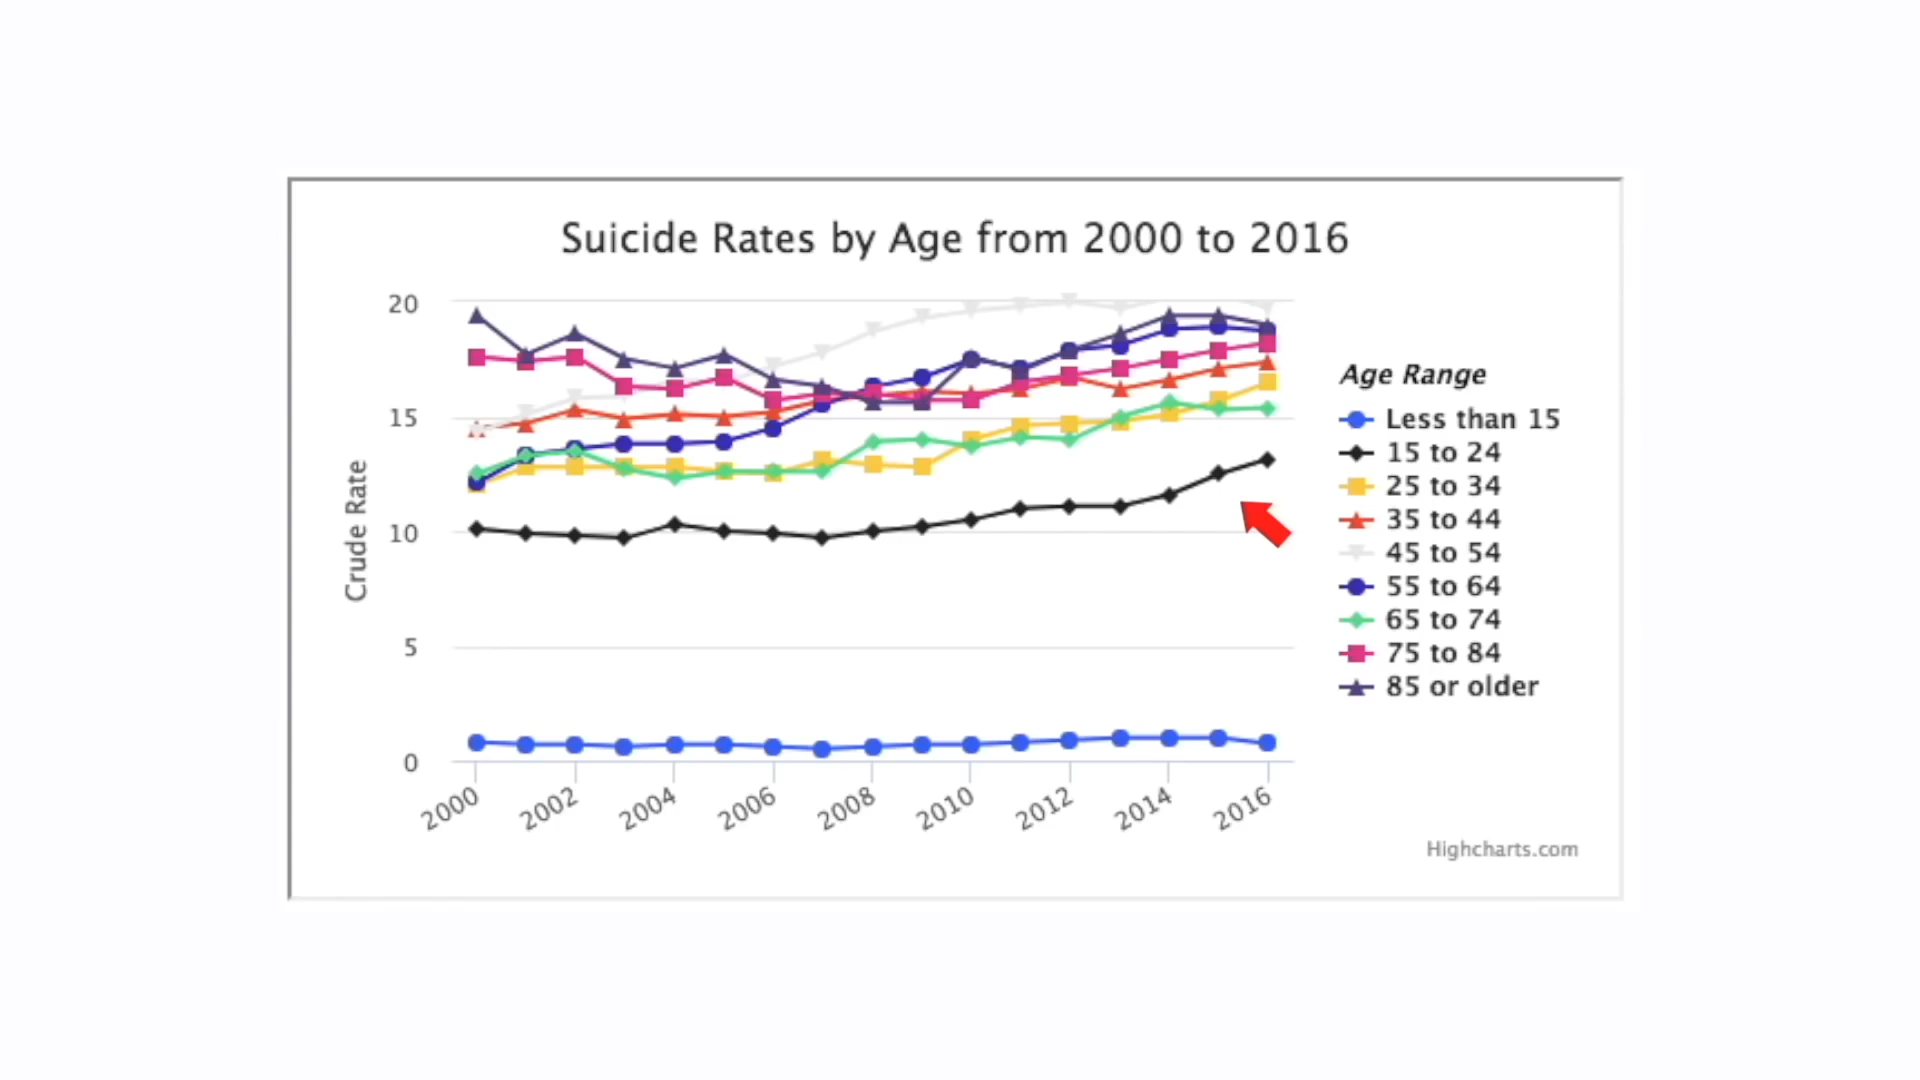 Suicide Rates by Age from 2000 to 2016
20
15
10
5
0
Crude Rate
2000
2002
2004
2006
2008
2010
2012
2014
2016
Age Range
Less than 15
15 to 24
25 to 34
35 to 44
45 to 54
55 to 64
65 to 74
75 to 84
85 or older
Highcharts.com